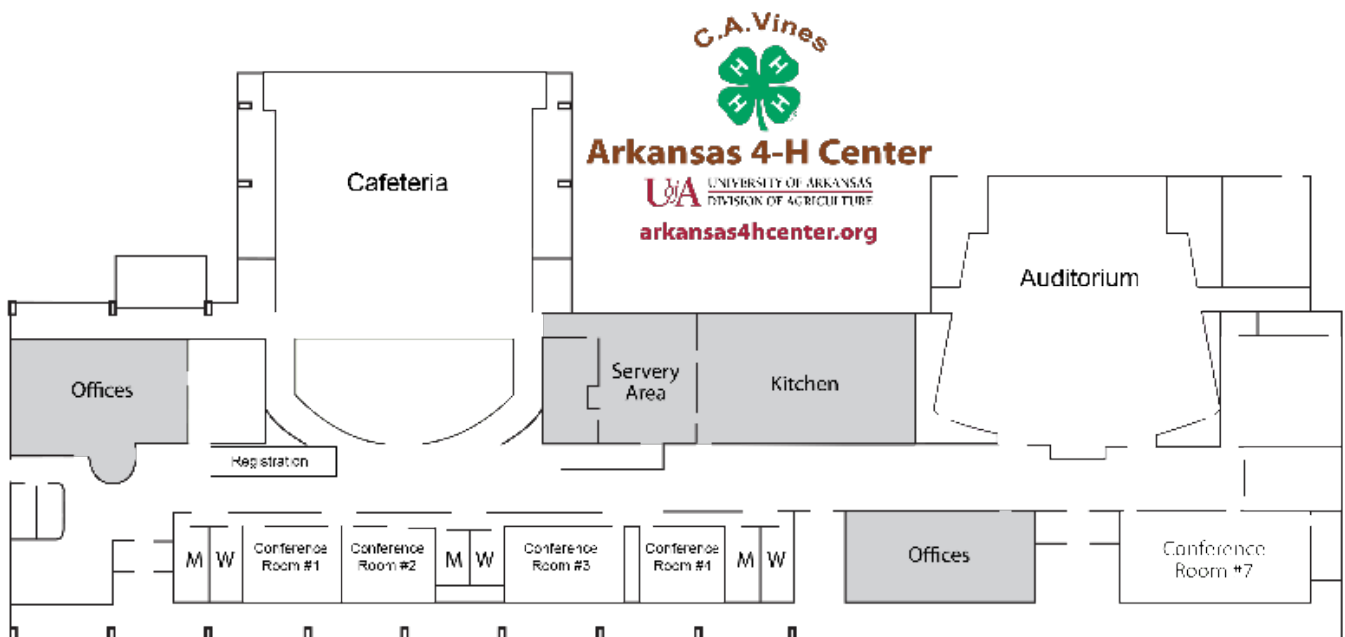 C.A.Vines
H H
H H
Arkansas 4-H Center
UofA UNIVERSITY OF ARKANSAS
DIVISION OF AGRICULTURE
arkansas4hcenter.org
Cafeteria
Auditorium
Offices
Servery
Area
Kitchen
Registration
M W
Conference
Room #1
Conference
Room #2
M W
Conference
Room #3
Conference
Room #4
M W
Offices
Conference
Room #7